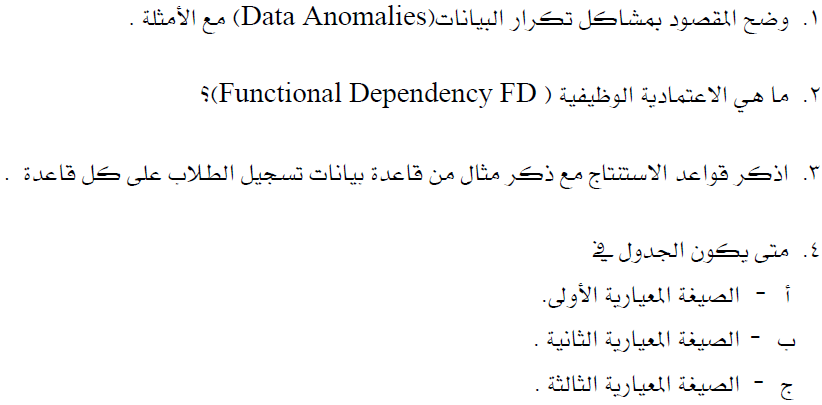 ١. وضح المقصود بمشاكل تكرار البيانات(Data Anomalies) مع الأمثلة .
٢. ما هي الاعتمادية الوظيفية ( Functional Dependency FD)؟
٣. اذكر قواعد الاستنتاج مع ذكر مثال من قاعدة بيانات تسجيل الطلاب على كل قاعدة .
٤. متى يكون الجدول في
أ - الصيغة المعيارية الأولى.
ب - الصيغة المعيارية الثانية .
ج - الصيغة المعيارية الثالثة .